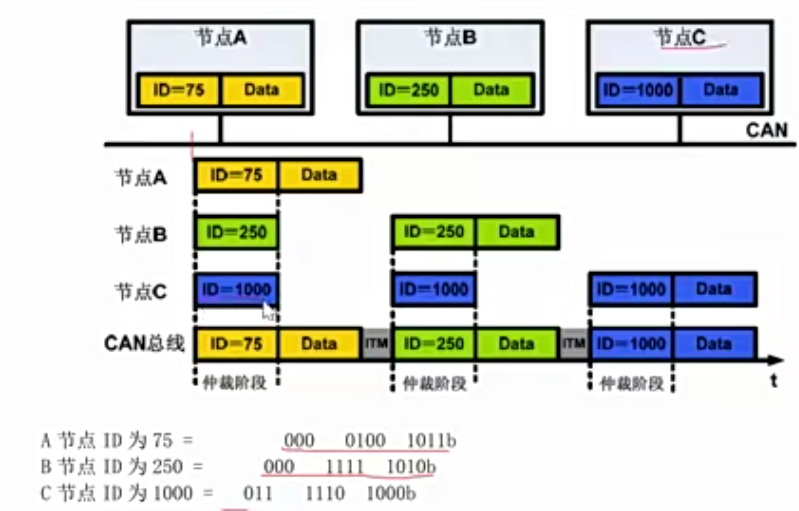 节点A 节点B 节点C
ID=75 Data ID=250 Data ID=1000 Data
CAN
节点A ID=75 Data
节点B ID=250 ID=250 Data
节点C ID=1000 ID=1000 ID=1000 Data
CAN总线 ID=75 Data ITM ID=250 Data ITM ID=1000 Data
仲裁阶段 仲裁阶段 仲裁阶段 t
A 节点 ID 为 75 = 000 0100 1011b
B 节点 ID 为 250 = 000 1111 1010b
C 节点 ID 为 1000 = 011 1110 1000b